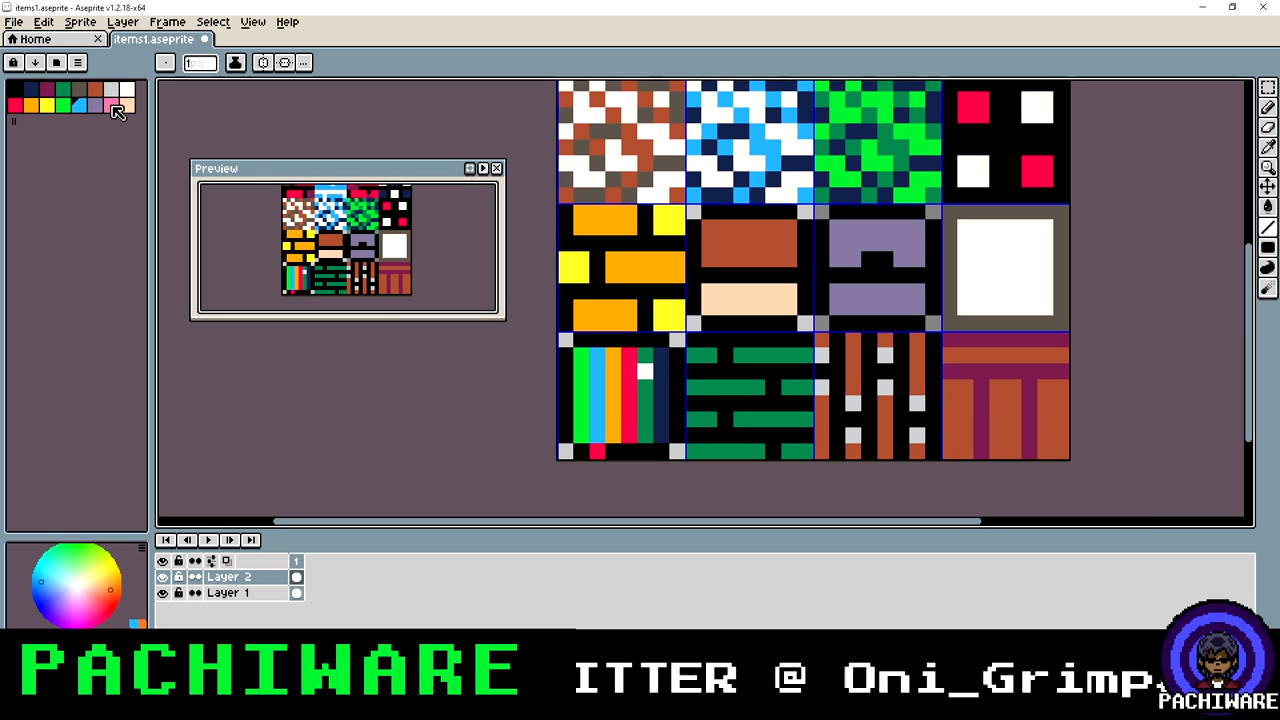 items1.aseprite - Aseprite v1.2.18-x64
File Edit Sprite Layer Frame Select View Help
Home
items1.aseprite
Preview
1
Layer 2
Layer 1
PACHIWARE
ITTER @ Oni_Grimp
PACHIWARE